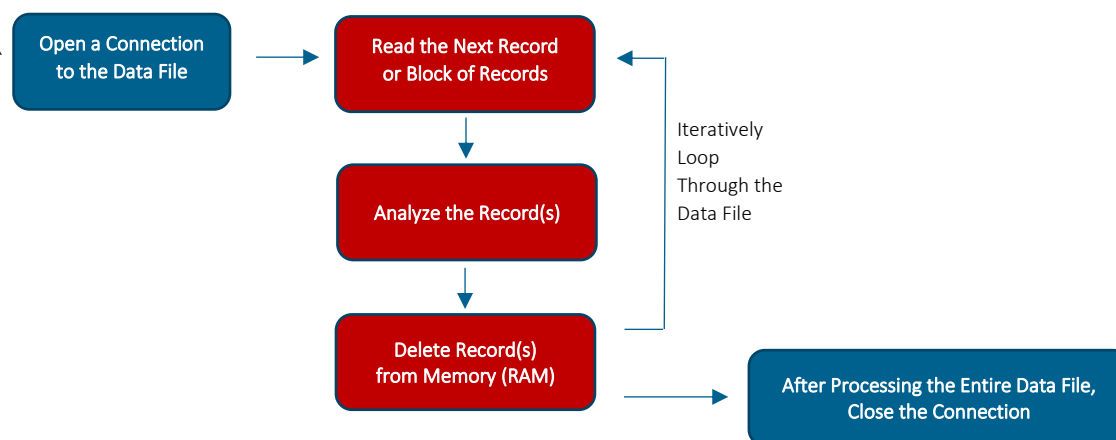 Open a Connection
to the Data File
Read the Next Record
or Block of Records
Iteratively
Loop
Through the
Data File
Analyze the Record(s)
Delete Record(s)
from Memory (RAM)
After Processing the Entire Data File,
Close the Connection